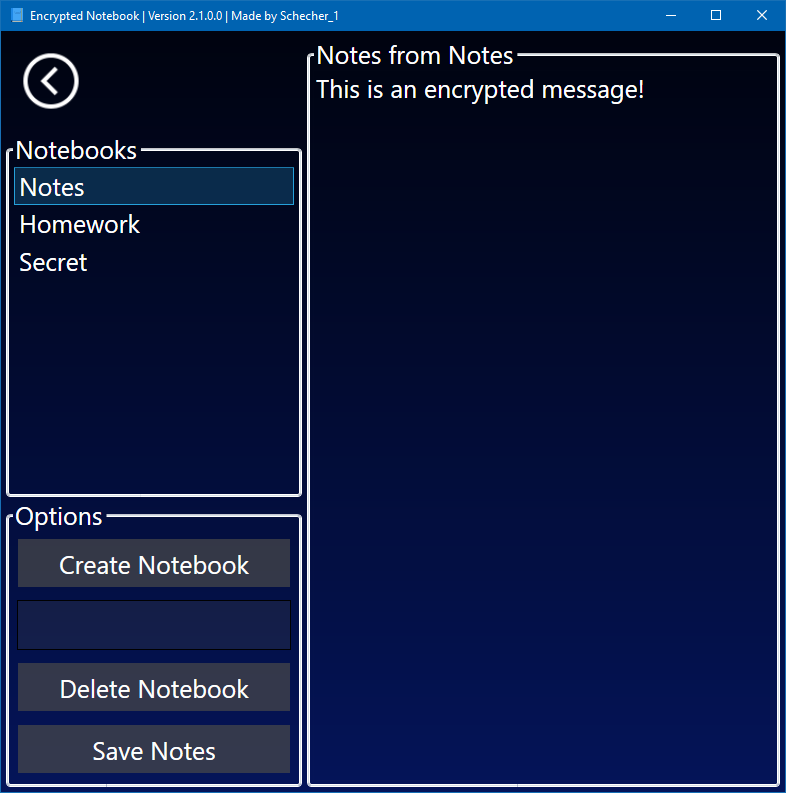 Encrypted Notebook | Version 2.1.0.0 | Made by Schecher_1
Notebooks
Notes
Homework
Secret
Options
Create Notebook
Delete Notebook
Save Notes
Notes from Notes
This is an encrypted message!